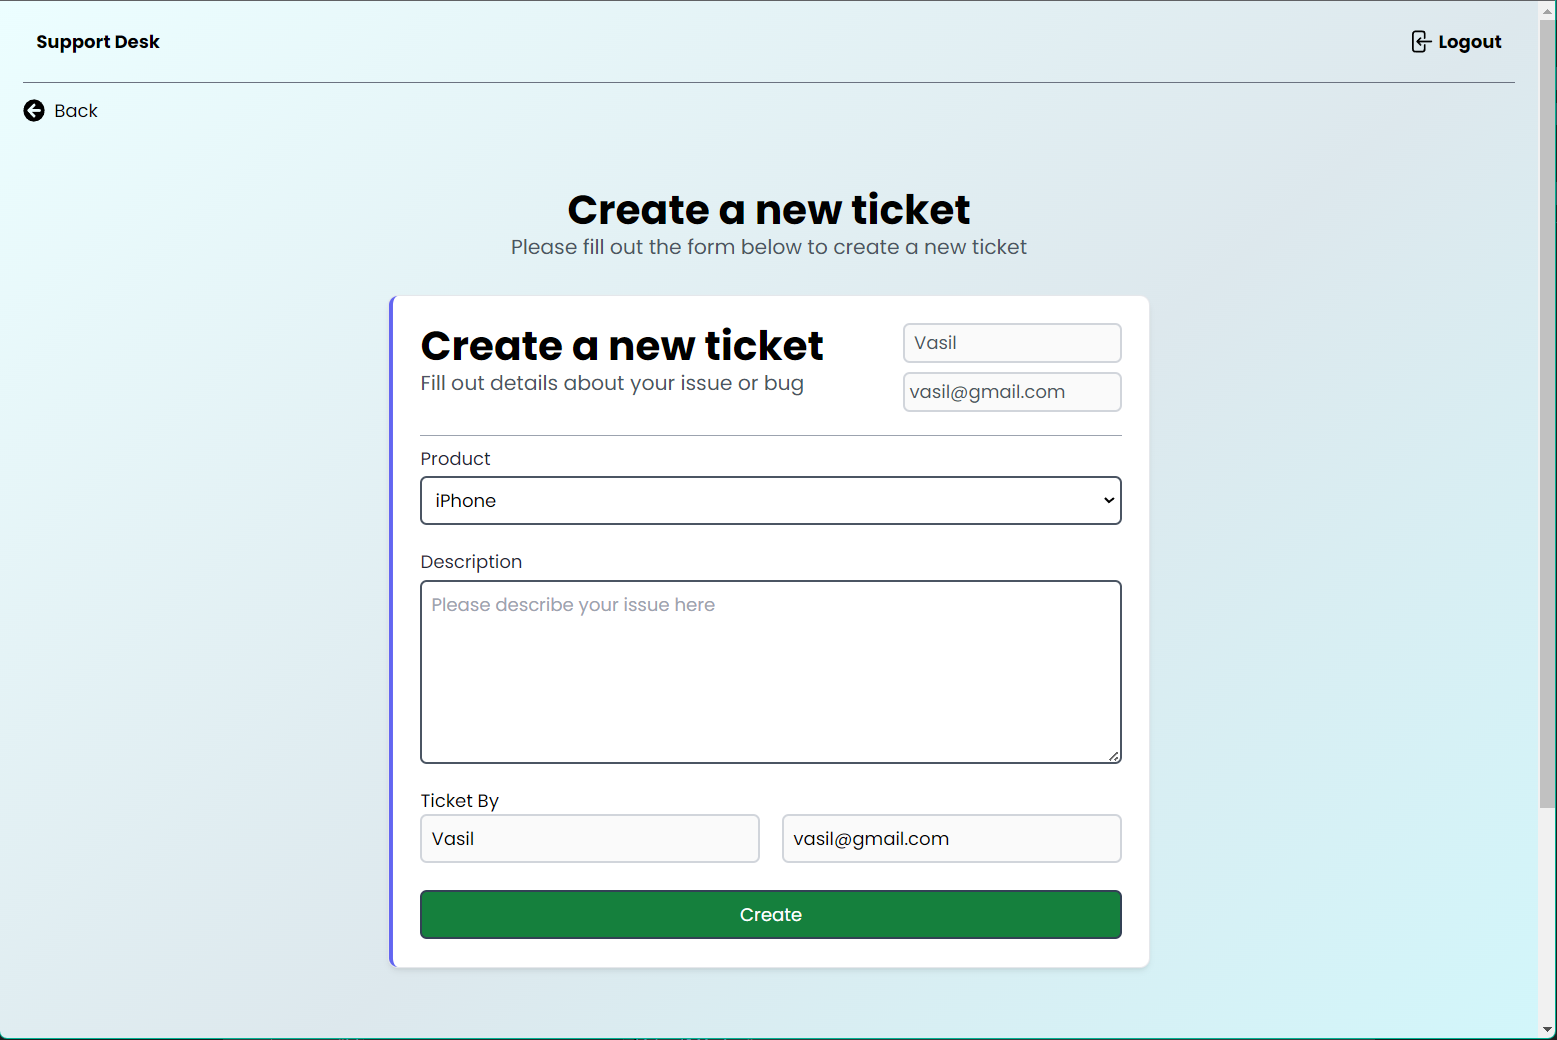 Support Desk
Logout
Back
Create a new ticket
Please fill out the form below to create a new ticket
Create a new ticket
Fill out details about your issue or bug
Vasil
vasil@gmail.com
Product
iPhone
Description
Please describe your issue here
Ticket By
Vasil
vasil@gmail.com
Create